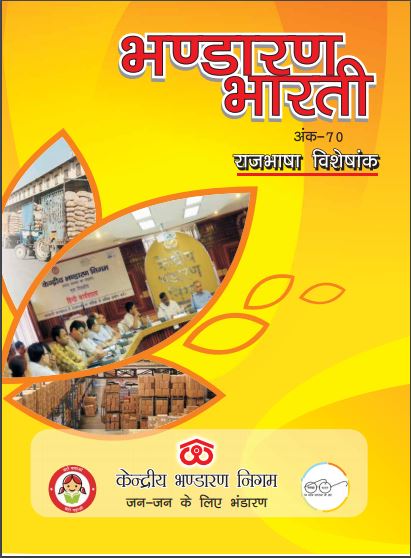 भण्डारण
भारती
अंक-70
राजभाषा विशेषांक
केन्द्रीय भण्डारण निगम
हिन्दी कार्यशाला
केन्द्रीय भण्डारण निगम
जन-जन के लिए भंडारण